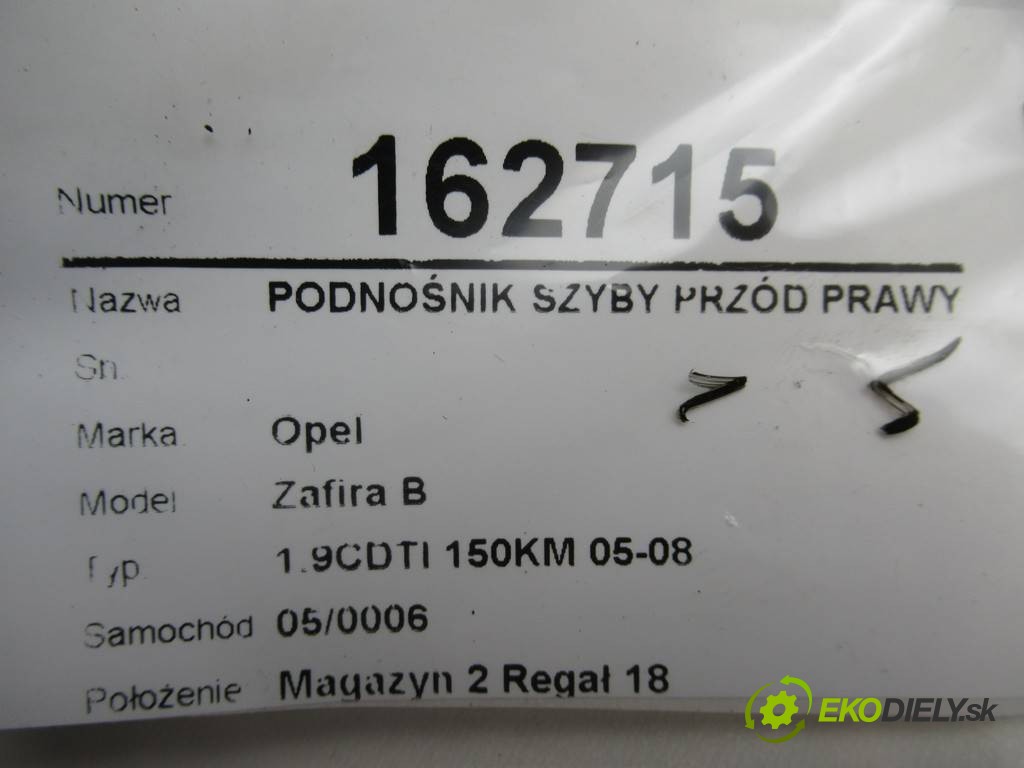 Numer 162715
Nazwa PODNOŚNIK SZYBY PRZÓD PRAWY
Sn.
Marka Opel
Model Zafira B
Typ 1.9CDTI 150KM 05-08
Samochód 05/0006
Położenie Magazyn 2 Regał 18
EKODIELY.sk